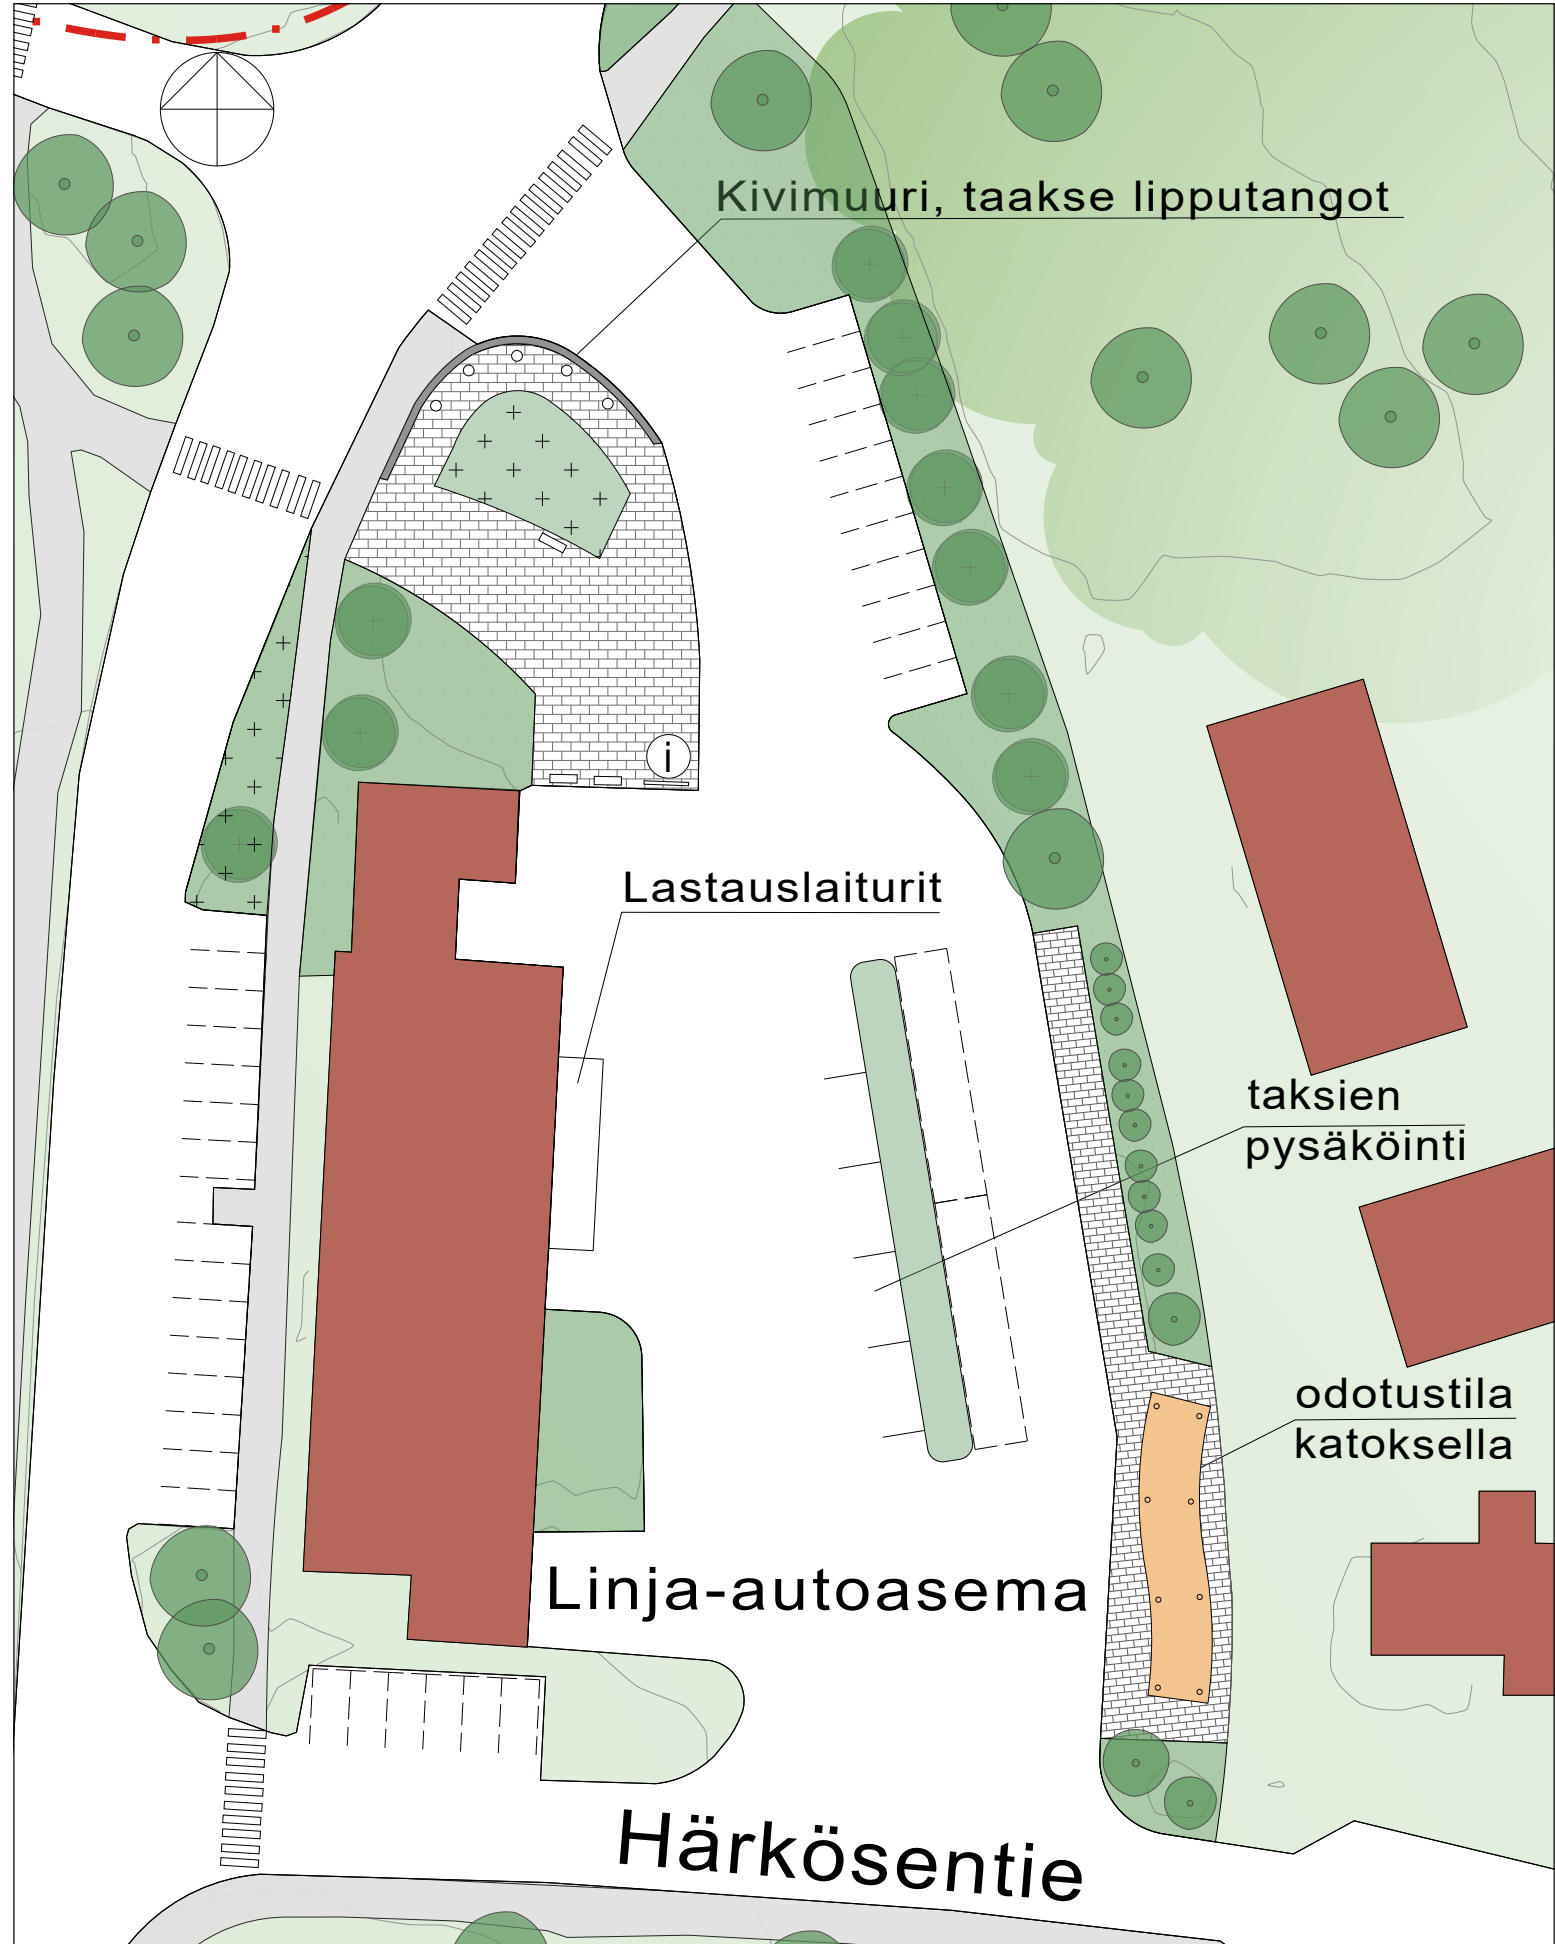 Kivimuuri, taakse lipputangot
i
Lastauslaiturit
taksien
pysäköinti
odotustila
katoksella
Linja-autoasema
Härkösentie